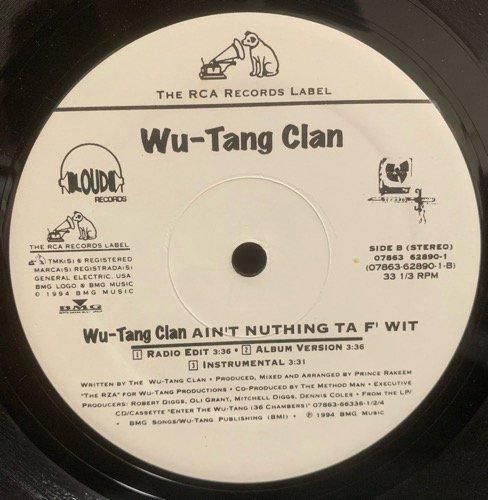 The RCA Records Label
Wu-Tang Clan
LOUD
RECORDS
The RCA Records Label
TMK(S) ® REGISTERED
MARCA(S) REGISTRADA(S)
GENERAL ELECTRIC. USA
BMG LOGO ® BMG MUSIC
© 1994 BMG MUSIC
BMG
SIDE B (STEREO)
07863 62890-1
(07863-62890-1-B)
33 1/3 RPM
Wu-Tang Clan AIN'T NUTHING TA F' WIT
1 Radio Edit 3:36 • 2 Album Version 3:36
3 Instrumental 3:31
Written by The Wu-Tang Clan • Produced, Mixed and Arranged by Prince Rakeem
"The RZA" for Wu-Tang Productions • Co-Produced by The Method Man • Executive
Producers: Robert Diggs, Oli Grant, Mitchell Diggs, Dennis Coles • From the LP/
CD/Cassette "Enter The Wu-Tang (36 Chambers)" 07863-66336-1/2/4
• BMG Songs/Wu-Tang Publishing (BMI) • ℗ 1994 BMG Music